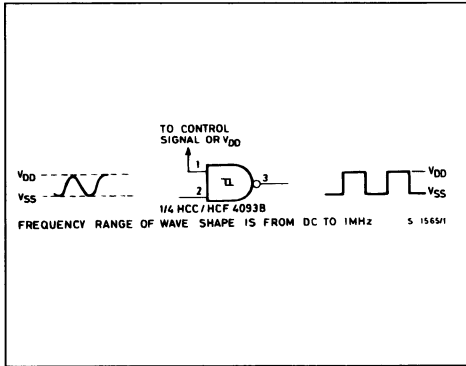 TO CONTROL
SIGNAL OR VDD
1
VDD
VSS
2
3
VDD
VSS
1/4 HCC / HCF 4093B
FREQUENCY RANGE OF WAVE SHAPE IS FROM DC TO 1MHz
S 1565/1